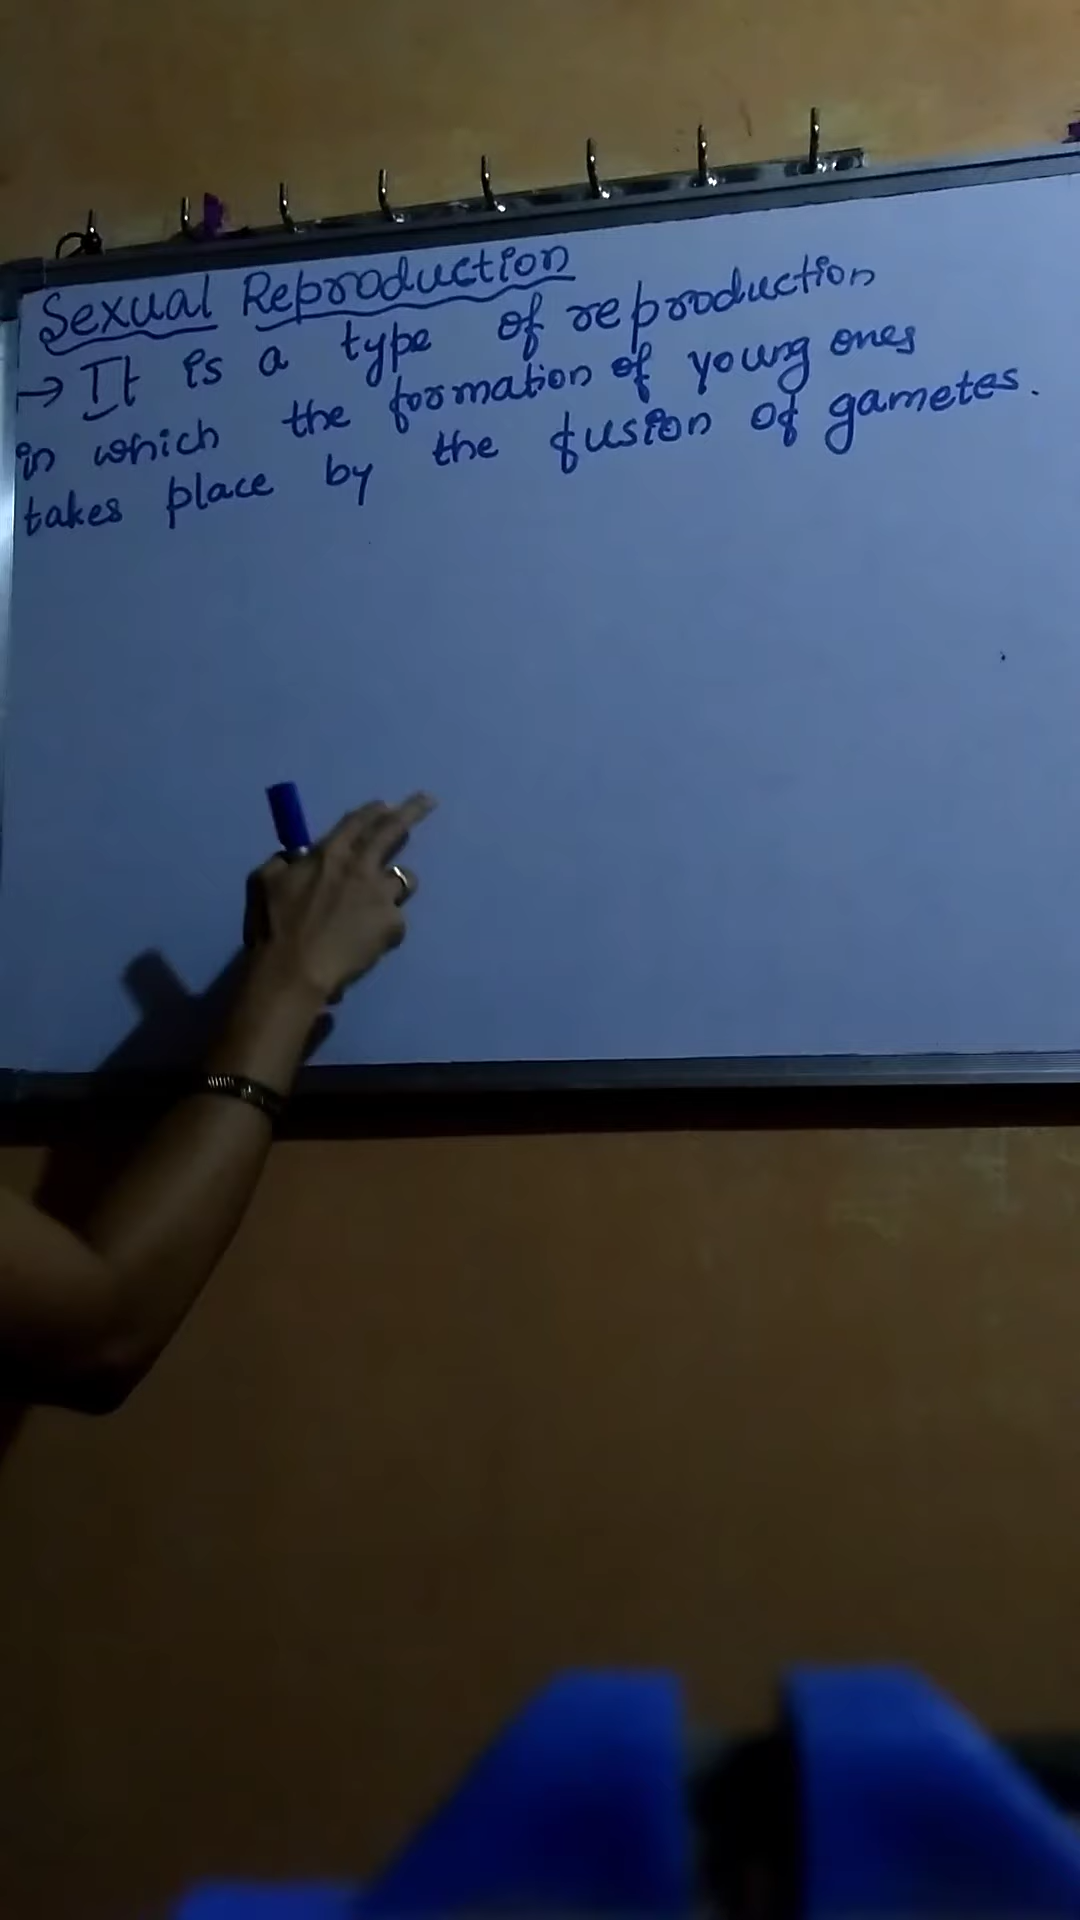 Sexual Reproduction
→ It is a type of reproduction
in which the formation of young ones
takes place by the fusion of gametes.